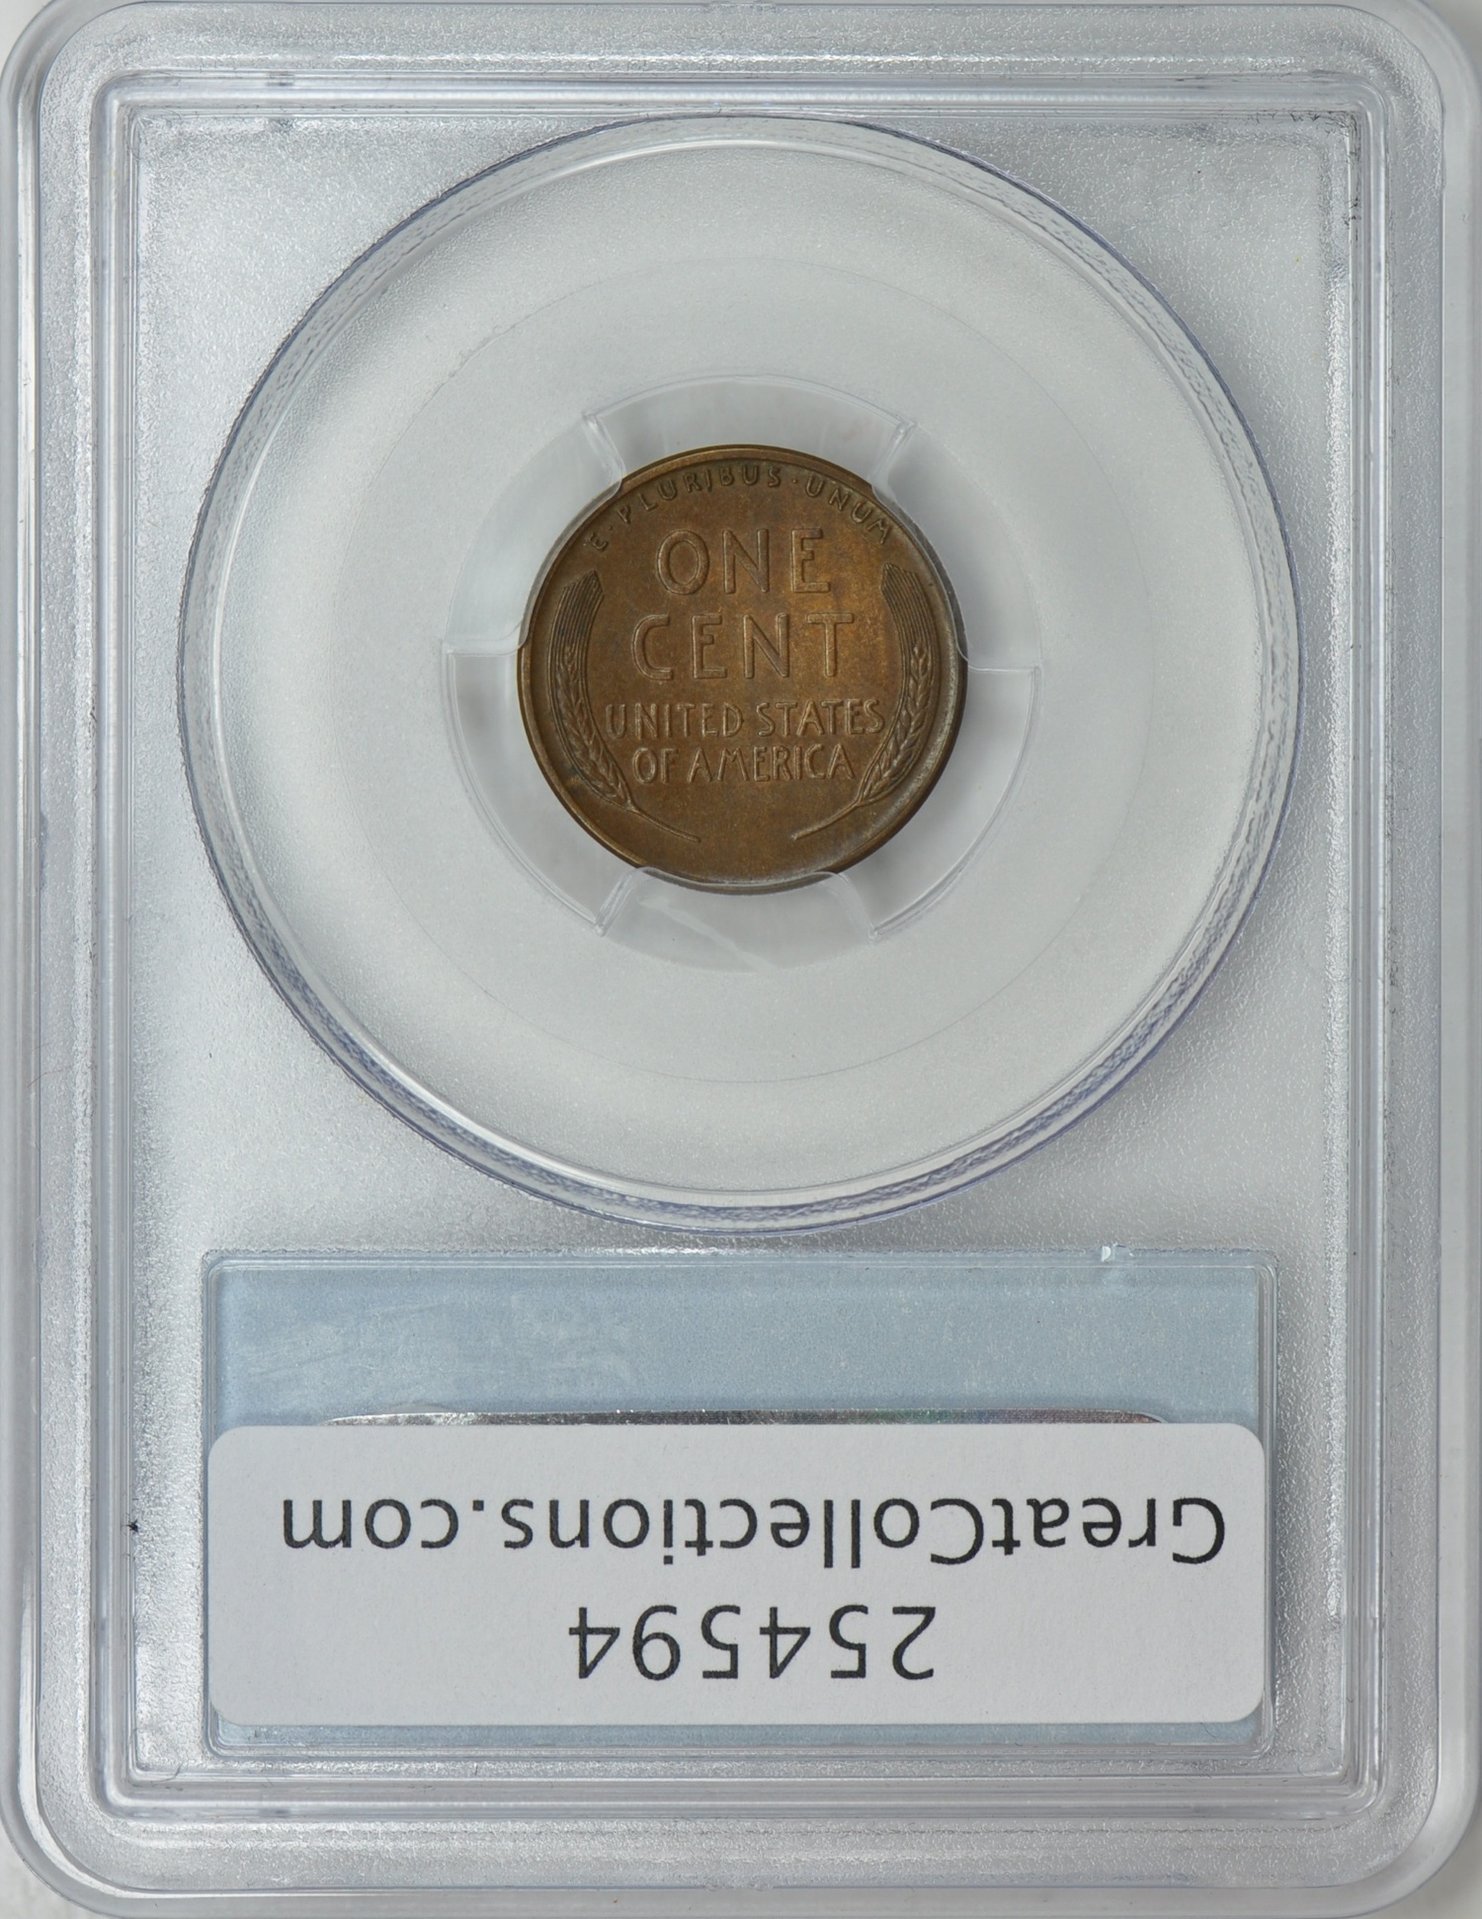 E · PLURIBUS · UNUM
ONE
CENT
UNITED STATES
OF AMERICA
254594
GreatCollections.com